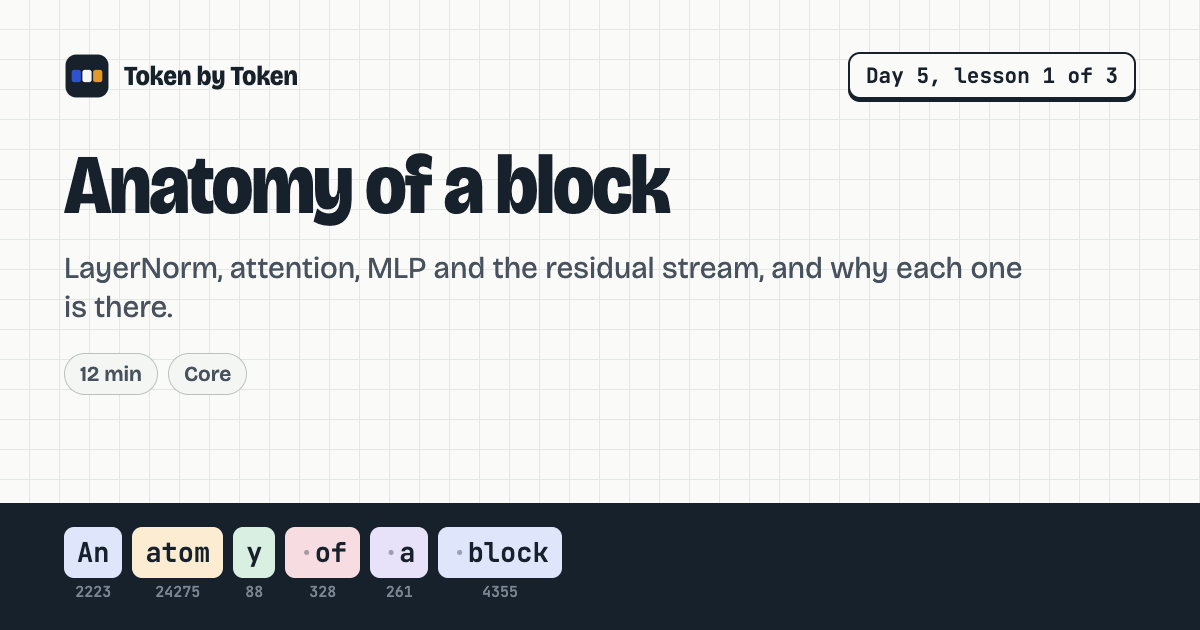 Token by Token
Day 5, lesson 1 of 3
Anatomy of a block
LayerNorm, attention, MLP and the residual stream, and why each one
is there.
12 min
Core
An atom y ·of ·a ·block
2223 24275 88 328 261 4355